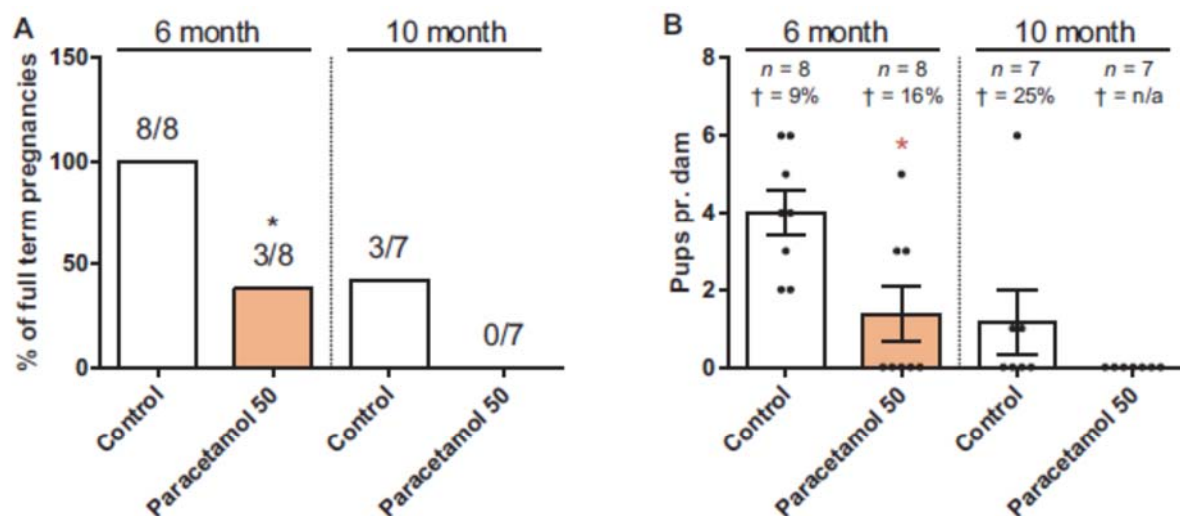 A
6 month
10 month
% of full term pregnancies
150
100
50
0
8/8
*
3/8
3/7
0/7
Control
Paracetamol 50
Control
Paracetamol 50
B
6 month
10 month
Pups pr. dam
8
6
4
2
0
n = 8
† = 9%
n = 8
† = 16%
n = 7
† = 25%
n = 7
† = n/a
*
Control
Paracetamol 50
Control
Paracetamol 50